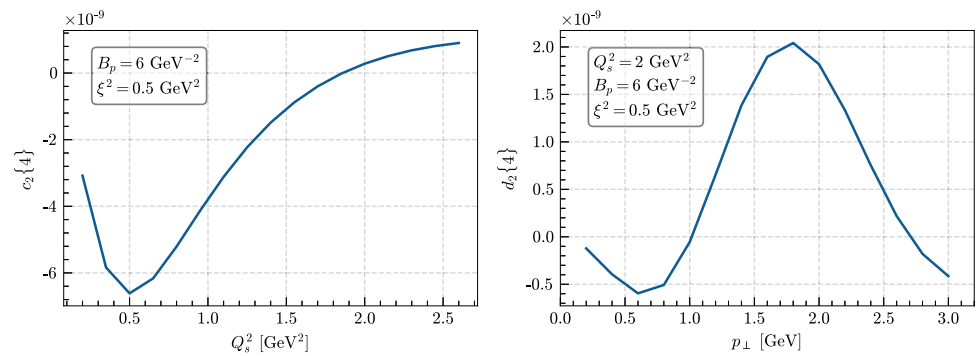 ×10⁻⁹
0
-2
-4
-6
c₂{4}
B_p = 6 GeV⁻²
ξ² = 0.5 GeV²
0.5 1.0 1.5 2.0 2.5
Q_s² [GeV²]
×10⁻⁹
2.0
1.5
1.0
0.5
0.0
-0.5
d₂{4}
Q_s² = 2 GeV²
B_p = 6 GeV⁻²
ξ² = 0.5 GeV²
0.0 0.5 1.0 1.5 2.0 2.5 3.0
p_⊥ [GeV]